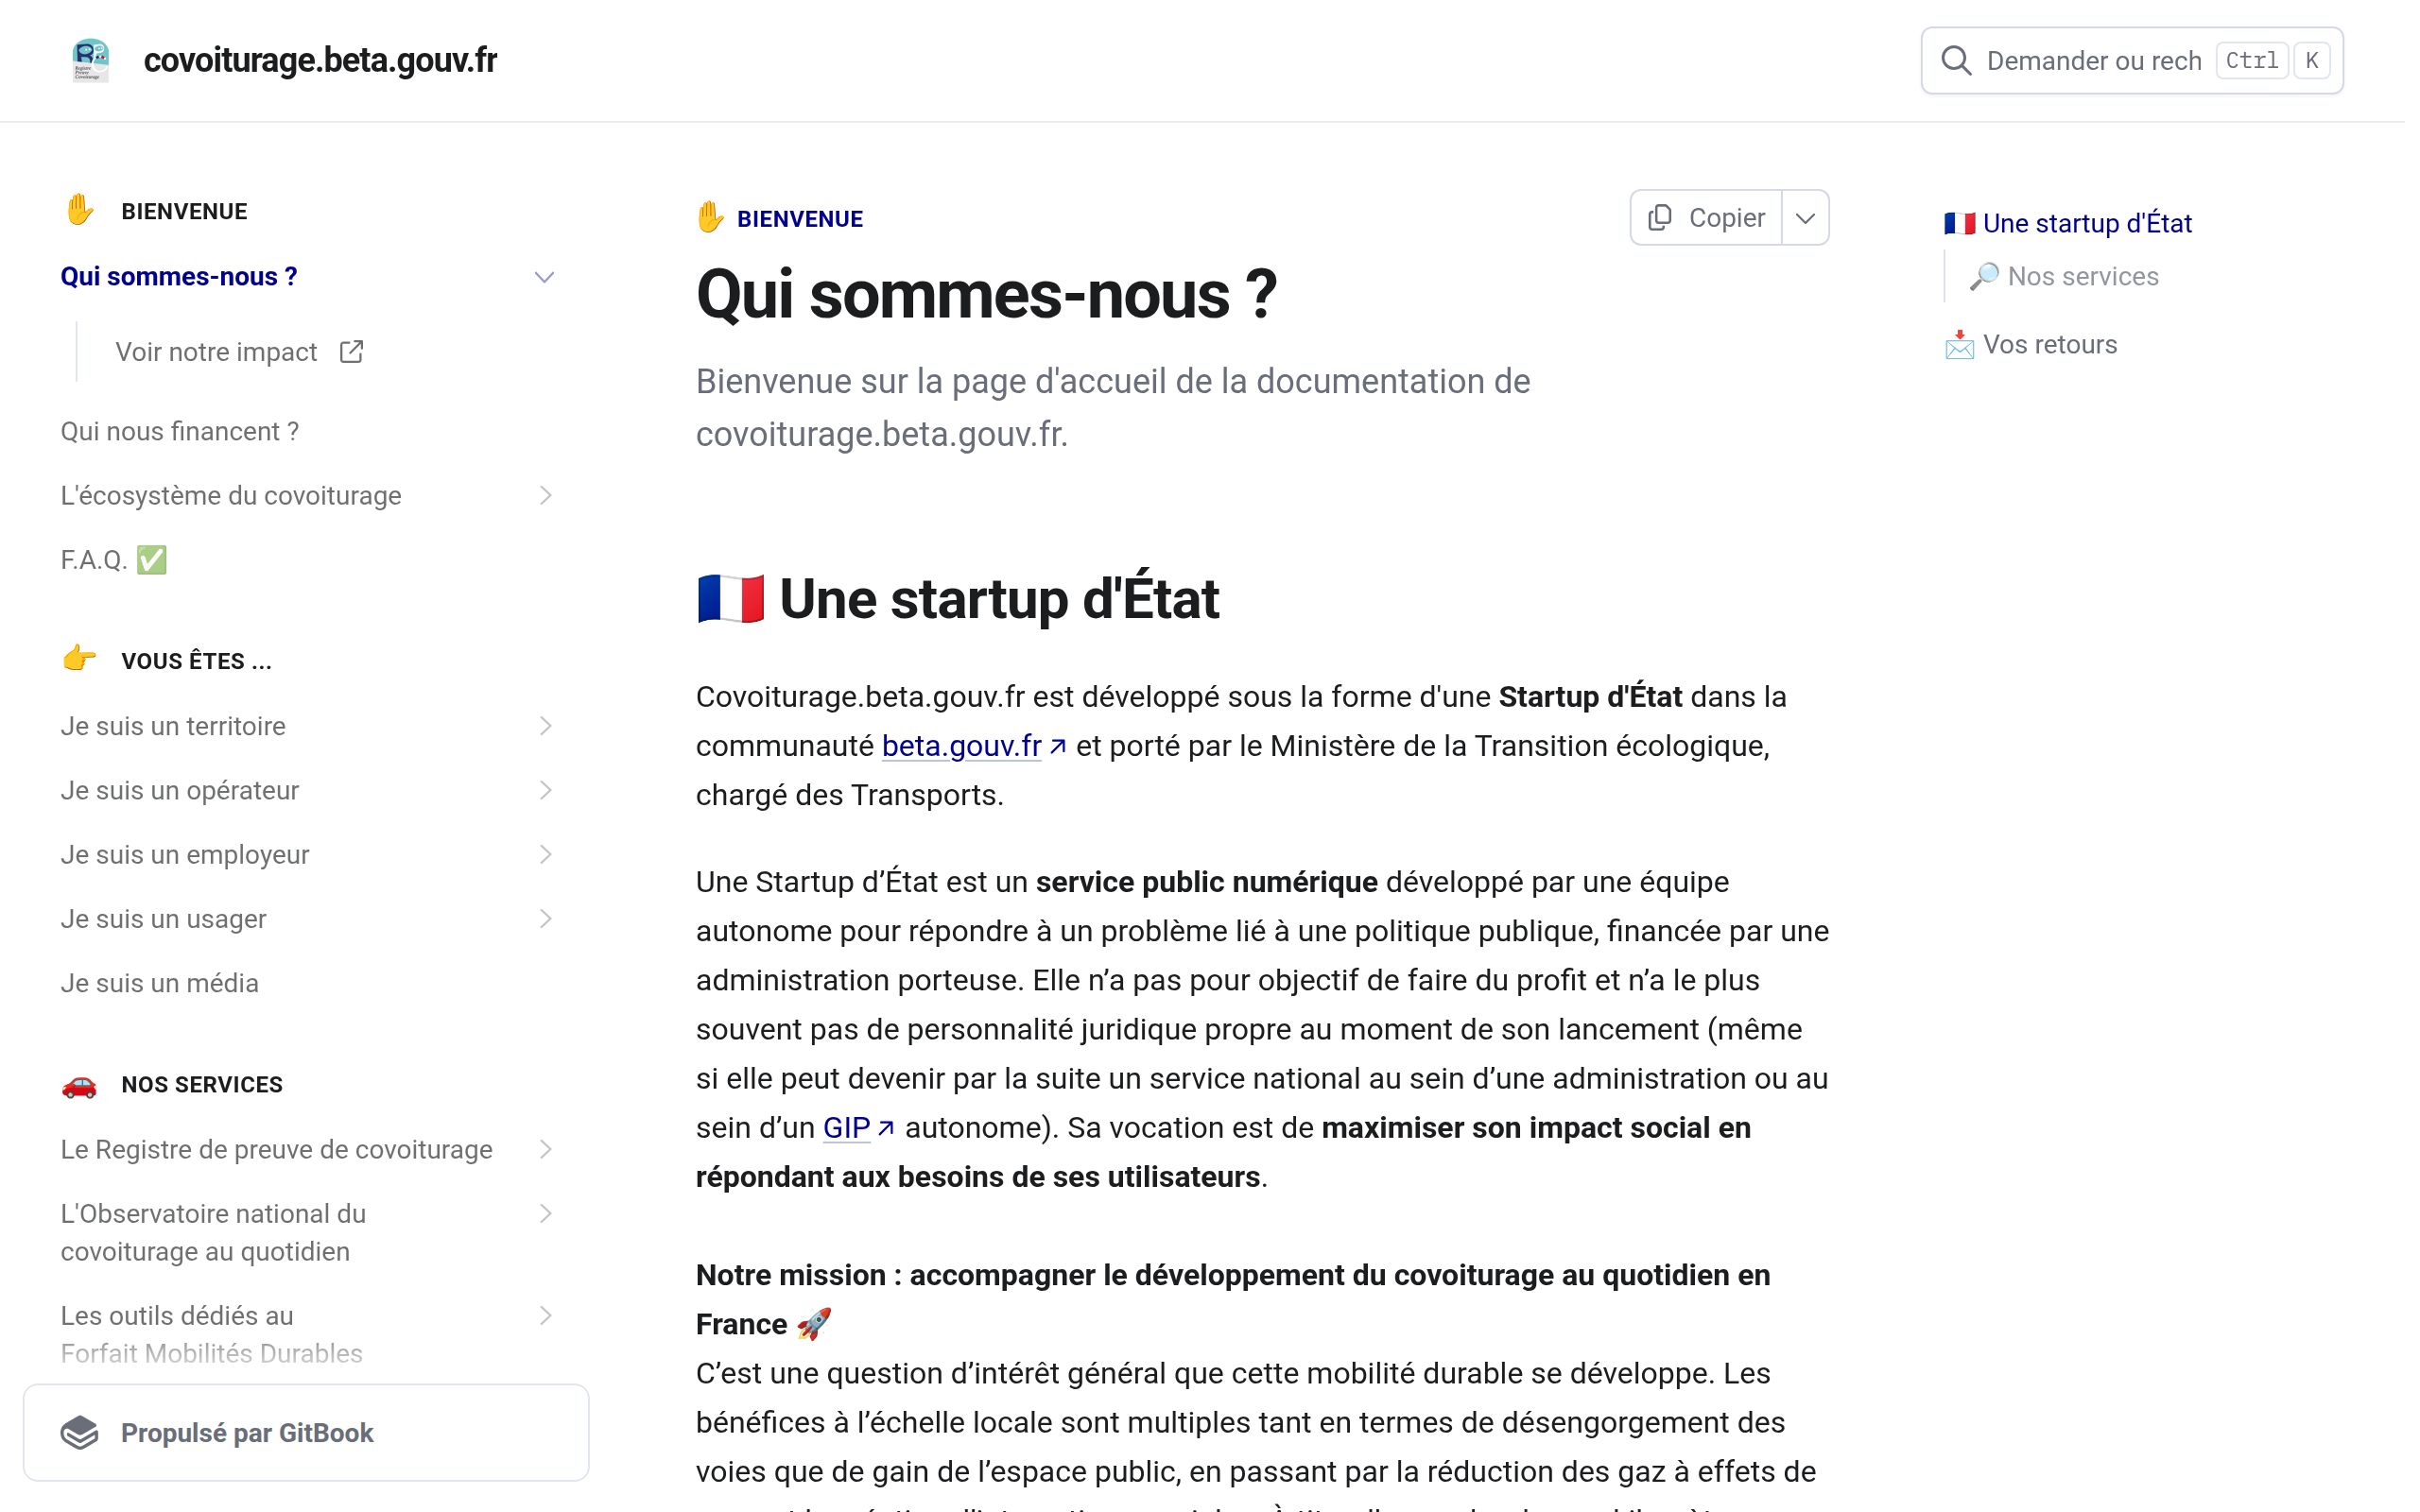 covoiturage.beta.gouv.fr
Demander ou rech Ctrl K
✋ BIENVENUE
Qui sommes-nous ?
Voir notre impact
Qui nous financent ?
L'écosystème du covoiturage
F.A.Q. ✅
👉 VOUS ÊTES ...
Je suis un territoire
Je suis un opérateur
Je suis un employeur
Je suis un usager
Je suis un média
🚗 NOS SERVICES
Le Registre de preuve de covoiturage
L'Observatoire national du
covoiturage au quotidien
Les outils dédiés au
Forfait Mobilités Durables
Propulsé par GitBook
✋ BIENVENUE
Copier
Qui sommes-nous ?
Bienvenue sur la page d'accueil de la documentation de
covoiturage.beta.gouv.fr.
🇫🇷 Une startup d'État
Covoiturage.beta.gouv.fr est développé sous la forme d'une Startup d'État dans la
communauté beta.gouv.fr et porté par le Ministère de la Transition écologique,
chargé des Transports.
Une Startup d’État est un service public numérique développé par une équipe
autonome pour répondre à un problème lié à une politique publique, financée par une
administration porteuse. Elle n’a pas pour objectif de faire du profit et n’a le plus
souvent pas de personnalité juridique propre au moment de son lancement (même
si elle peut devenir par la suite un service national au sein d’une administration ou au
sein d’un GIP autonome). Sa vocation est de maximiser son impact social en
répondant aux besoins de ses utilisateurs.
Notre mission : accompagner le développement du covoiturage au quotidien en
France 🚀
C’est une question d’intérêt général que cette mobilité durable se développe. Les
bénéfices à l’échelle locale sont multiples tant en termes de désengorgement des
voies que de gain de l’espace public, en passant par la réduction des gaz à effets de
🇫🇷 Une startup d'État
🔎 Nos services
📩 Vos retours